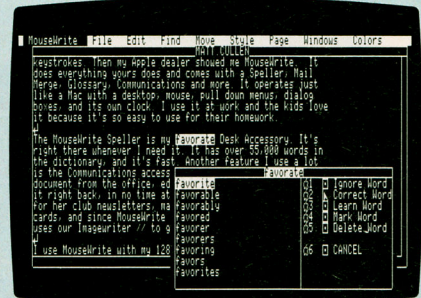 MouseWrite File Edit Find Move Style Page Windows Colors
MATT.CULLEN
keystrokes. Then my Apple dealer showed me MouseWrite. It
does everything yours does and comes with a Speller, Mail
Merge, Glossary, Communications and more. It operates just
like a Mac with a desktop, mouse, pull down menus, dialog
boxes, and its own clock. I use it at work and the kids love
it because it's so easy to use for their homework.
The MouseWrite Speller is my favorate Desk Accessory. It's
right there whenever I need it. It has over 55,000 words in
the dictionary, and it's fast. Another feature I use a lot
is the Communications access
document from the office, ed
it right back, in no time at
for her club newsletters, ma
cards, and since MouseWrite
uses our Imagewriter // to g
I use MouseWrite with my 128
favorate
favorite
favorable
favorably
favored
favorer
favorers
favoring
favors
favorites
1 Ignore Word
2 Correct Word
3 Learn Word
4 Mark Word
5 Delete Word
6 CANCEL